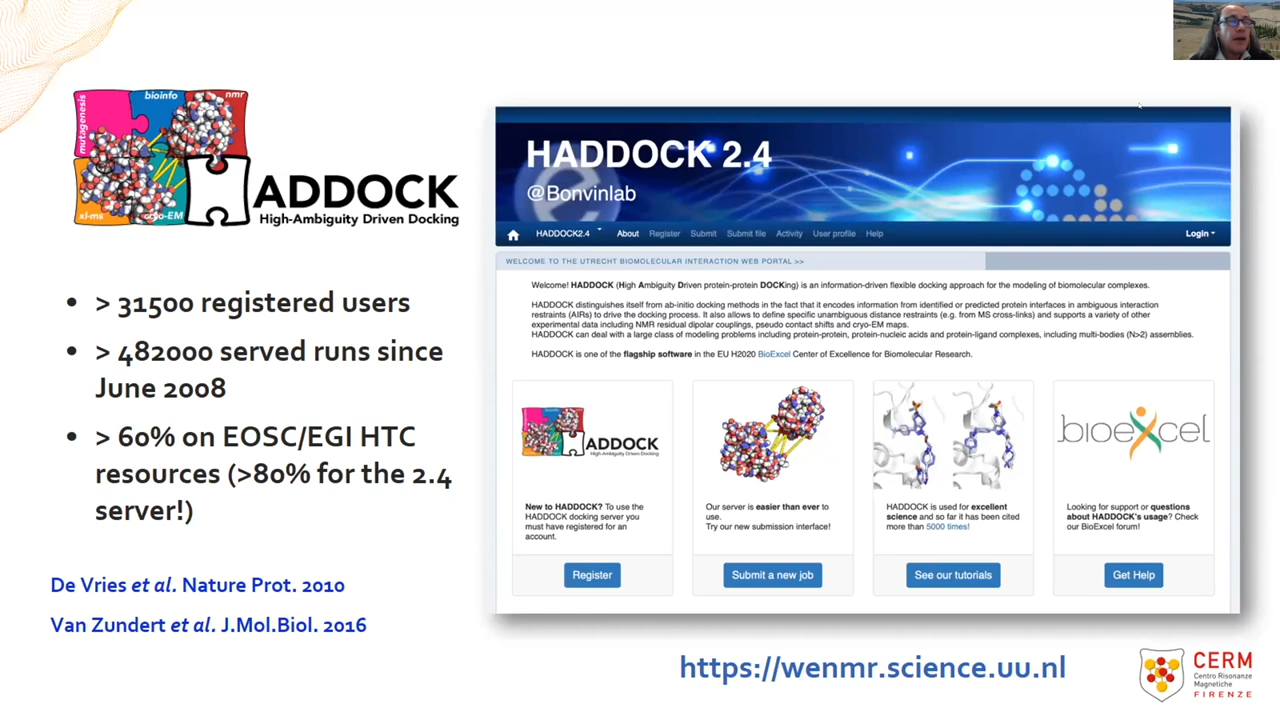 mutagenesis
bioinfo
nmr
xl-ms
cryo-EM
ADDOCK
High-Ambiguity Driven Docking
• > 31500 registered users
• > 482000 served runs since
June 2008
• > 60% on EOSC/EGI HTC
resources (>80% for the 2.4
server!)
De Vries et al. Nature Prot. 2010
Van Zundert et al. J.Mol.Biol. 2016
HADDOCK 2.4
@Bonvinlab
HADDOCK2.4 About Register Submit Submit file Activity User profile Help Login
WELCOME TO THE UTRECHT BIOMOLECULAR INTERACTION WEB PORTAL >>
Welcome! HADDOCK (High Ambiguity Driven protein-protein DOCKing) is an information-driven flexible docking approach for the modeling of biomolecular complexes.
HADDOCK distinguishes itself from ab-initio docking methods in the fact that it encodes information from identified or predicted protein interfaces in ambiguous interaction
restraints (AIRs) to drive the docking process. It also allows to define specific unambiguous distance restraints (e.g. from MS cross-links) and supports a variety of other
experimental data including NMR residual dipolar couplings, pseudo contact shifts and cryo-EM maps.
HADDOCK can deal with a large class of modeling problems including protein-protein, protein-nucleic acids and protein-ligand complexes, including multi-bodies (N>2) assemblies.
HADDOCK is one of the flagship software in the EU H2020 BioExcel Center of Excellence for Biomolecular Research.
ADDOCK
High-Ambiguity Driven Docking
New to HADDOCK? To use the
HADDOCK docking server you
must have registered for an
account.
Register
Our server is easier than ever to
use.
Try our new submission interface!
Submit a new job
HADDOCK is used for excellent
science and so far it has been cited
more than 5000 times!
See our tutorials
bioexcel
Looking for support or questions
about HADDOCK's usage? Check
our BioExcel forum!
Get Help
https://wenmr.science.uu.nl
CERM
Centro Risonanze
Magnetiche
FIRENZE